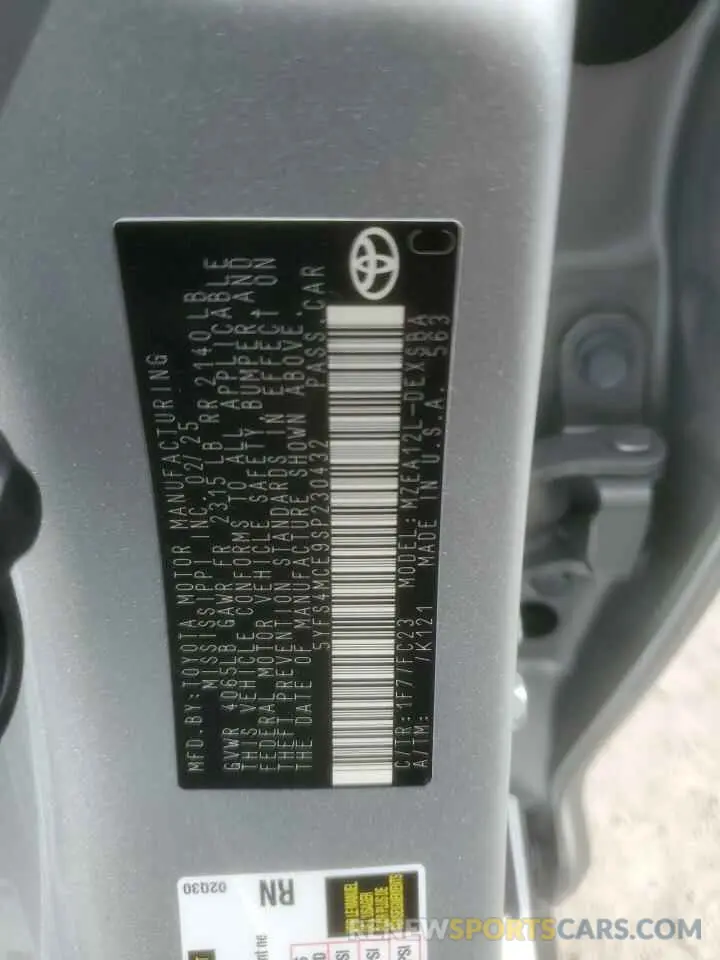 MFD.BY:TOYOTA MOTOR MANUFACTURING
MISSISSIPPI INC. 02/25
GVWR 4065LB GAWR FR 2315 LB RR 2140 LB
THIS VEHICLE CONFORMS TO ALL APPLICABLE
FEDERAL MOTOR VEHICLE SAFETY BUMPER, AND
THEFT PREVENTION STANDARDS IN EFFECT ON
THE DATE OF MANUFACTURE SHOWN ABOVE.
5YFS4MCE9SP230432 PASS.CAR
C/TR:1F7/FC23 MODEL:MZEA12L-DEXSBA
A/TM: /K121 MADE IN U.S.A. 563
C
02Q30
RN
RENEWSPORTSCARS.COM